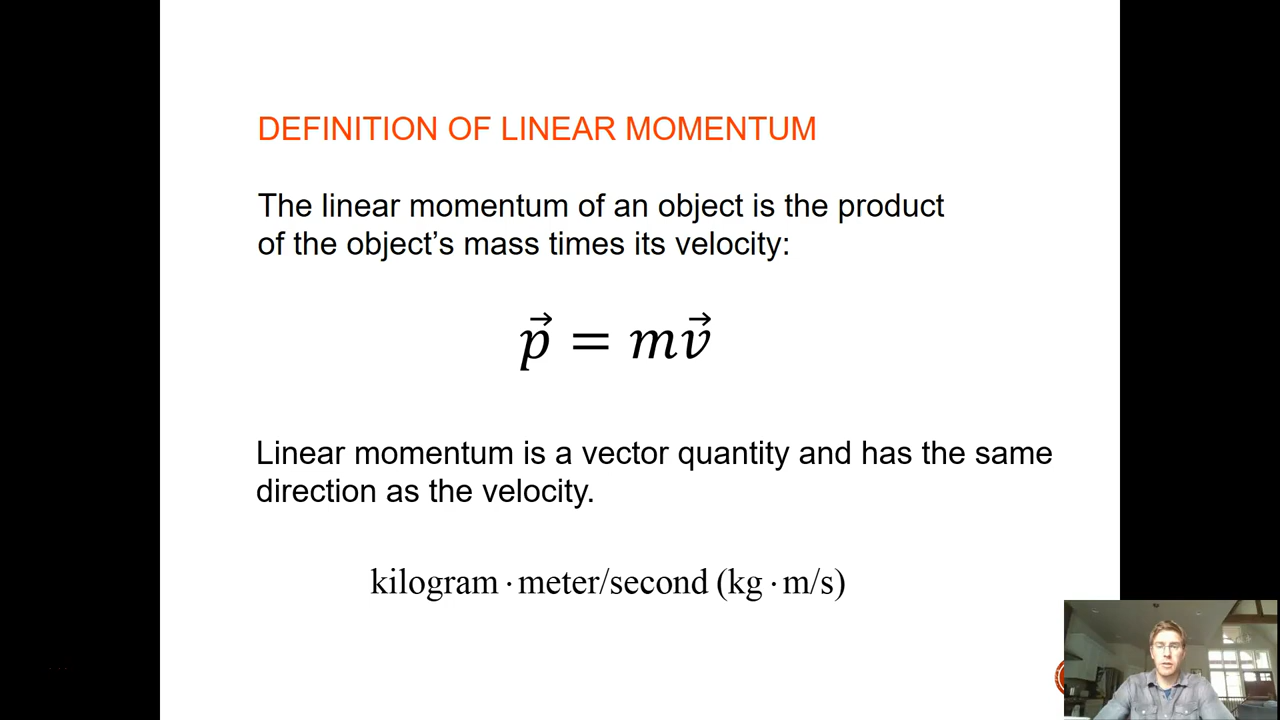 DEFINITION OF LINEAR MOMENTUM
The linear momentum of an object is the product
of the object’s mass times its velocity:
p⃗ = mv⃗
Linear momentum is a vector quantity and has the same
direction as the velocity.
kilogram · meter/second (kg · m/s)